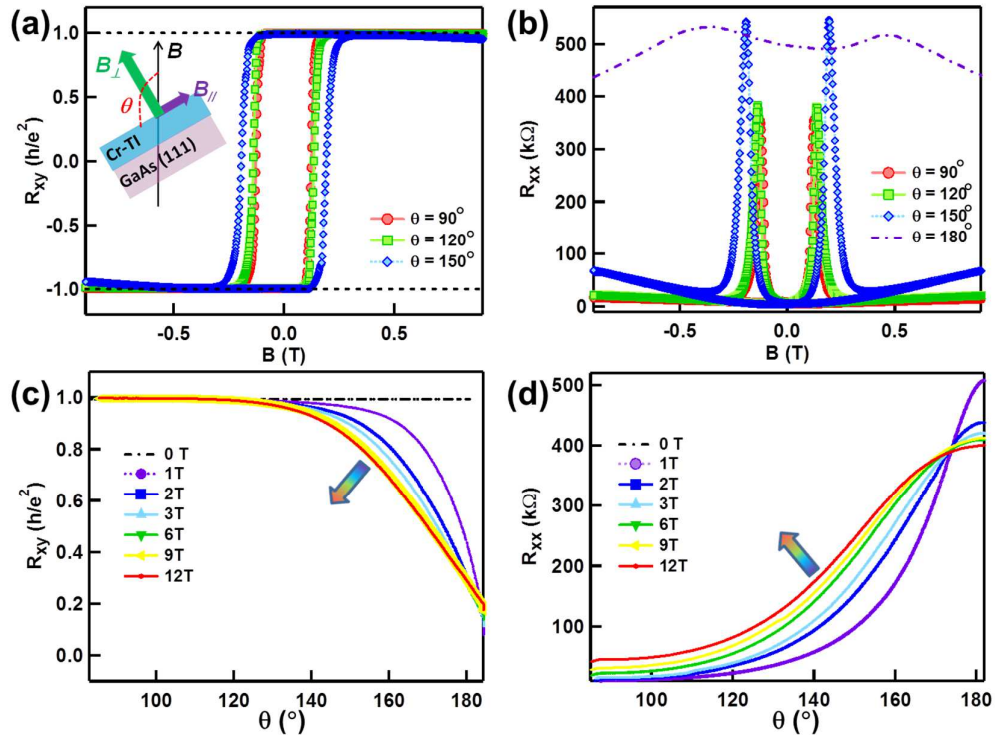 (a)
R_xy (h/e²)
1.0
0.5
0.0
-0.5
-1.0
B
B⊥
B//
θ
Cr-TI
GaAs (111)
θ = 90°
θ = 120°
θ = 150°
-0.5 0.0 0.5
B (T)
(b)
R_xx (kΩ)
500
400
300
200
100
0
θ = 90°
θ = 120°
θ = 150°
θ = 180°
-0.5 0.0 0.5
B (T)
(c)
R_xy (h/e²)
1.0
0.8
0.6
0.4
0.2
0.0
0 T
1T
2T
3T
6T
9T
12T
100 120 140 160 180
θ (°)
(d)
R_xx (kΩ)
500
400
300
200
100
0 T
1T
2T
3T
6T
9T
12T
100 120 140 160 180
θ (°)